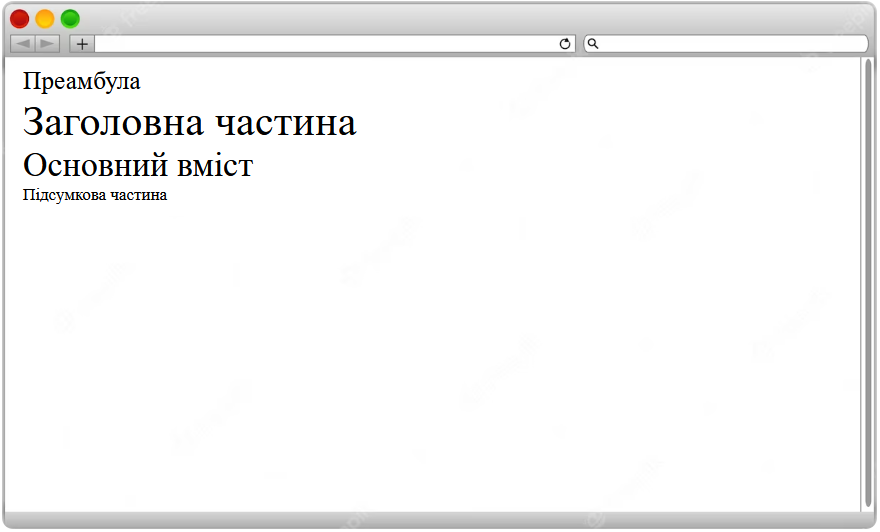 Преамбула
Заголовна частина
Основний вміст
Підсумкова частина